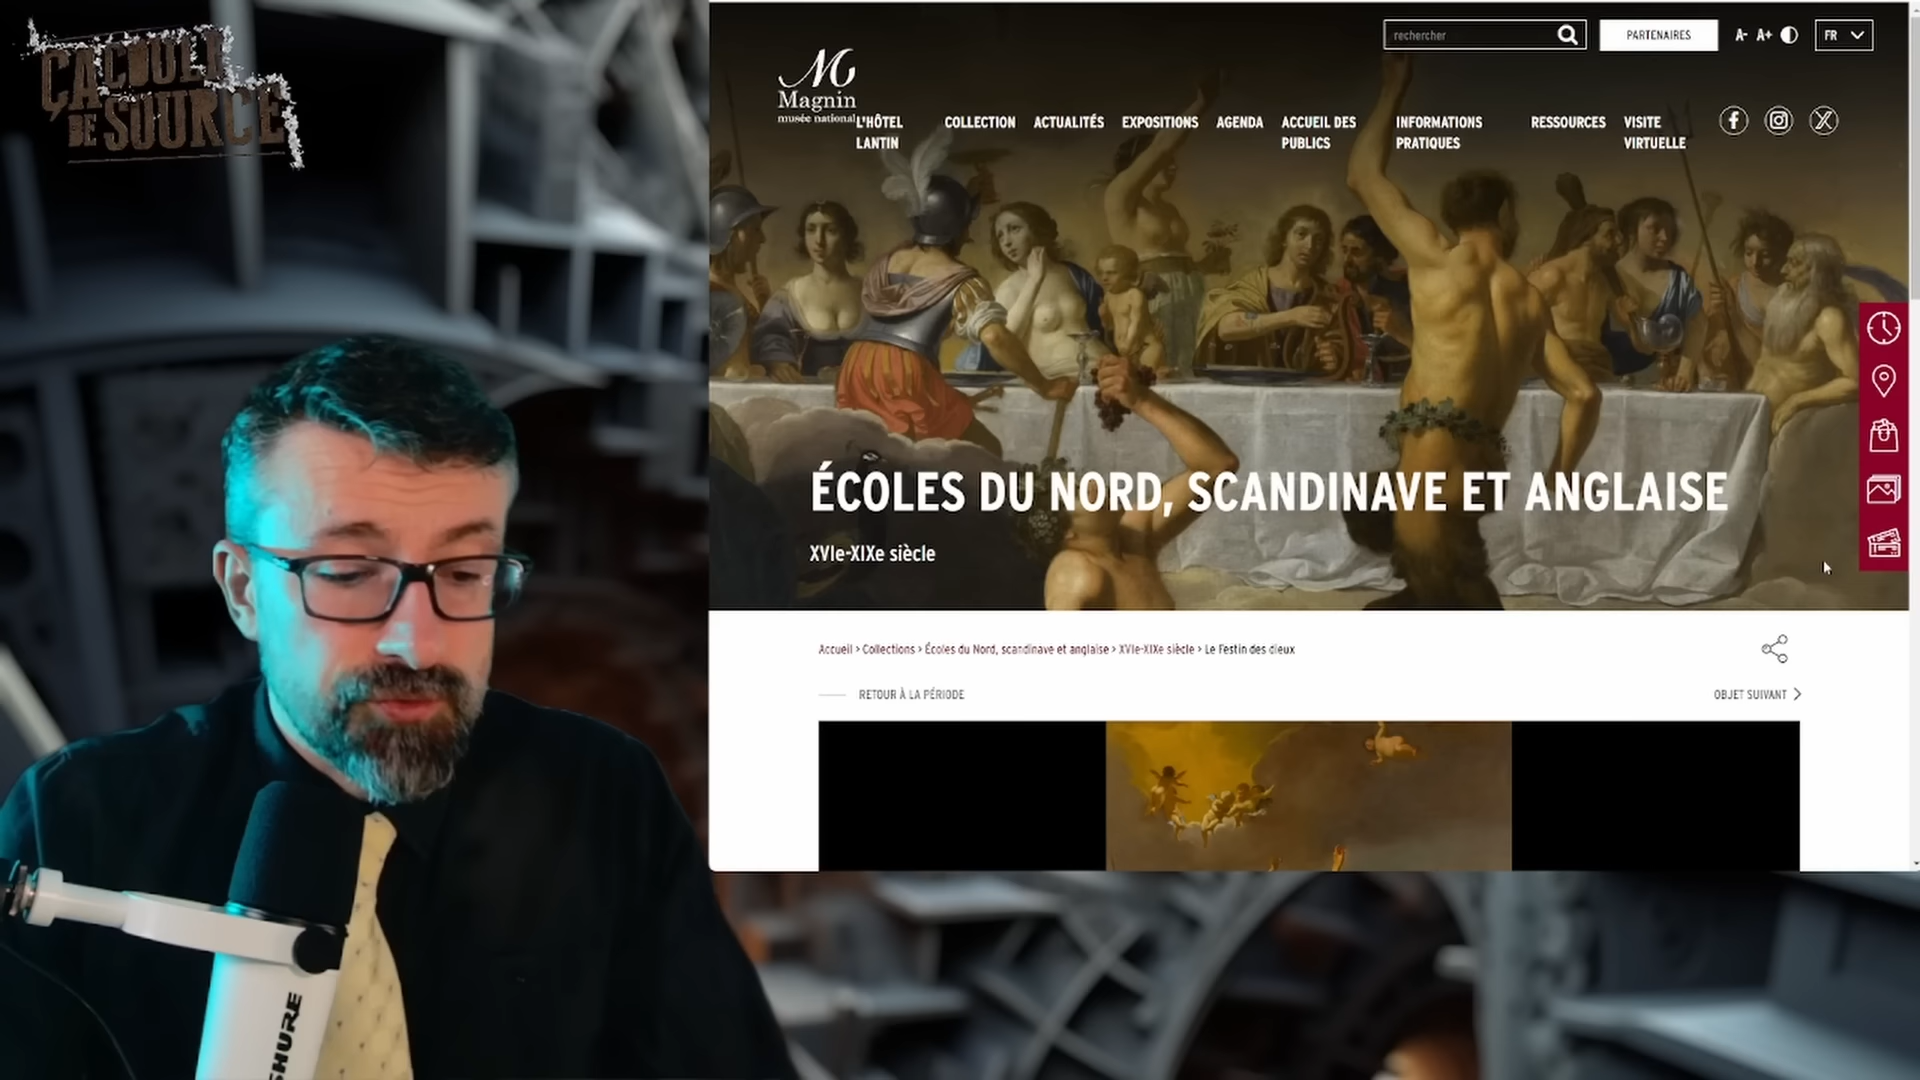 ÇA COULE
DE SOURCE
rechercher
PARTENAIRES
A- A+
FR
M
Magnin
musée national
L'HÔTEL
LANTIN
COLLECTION
ACTUALITÉS
EXPOSITIONS
AGENDA
ACCUEIL DES
PUBLICS
INFORMATIONS
PRATIQUES
RESSOURCES
VISITE
VIRTUELLE
ÉCOLES DU NORD, SCANDINAVE ET ANGLAISE
XVIe-XIXe siècle
Accueil > Collections > Écoles du Nord, scandinave et anglaise > XVIe-XIXe siècle > Le Festin des dieux
RETOUR À LA PÉRIODE
OBJET SUIVANT
SHURE